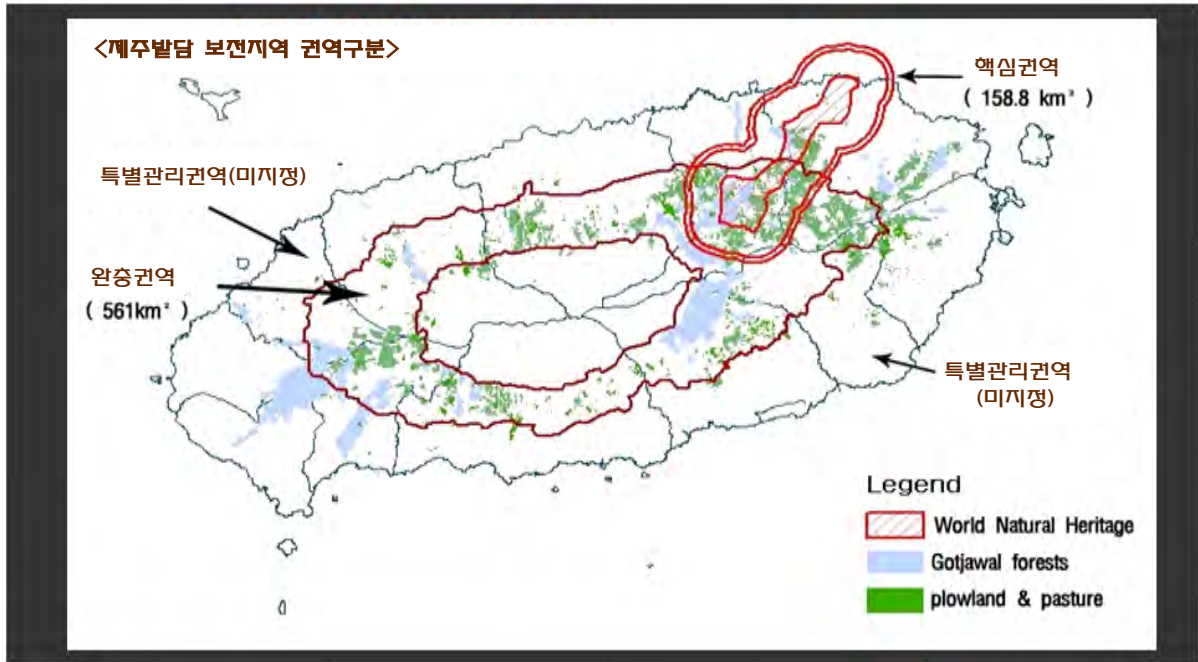 <제주밭담 보전지역 권역구분>
핵심권역
( 158.8 km² )
특별관리권역(미지정)
완충권역
( 561km² )
특별관리권역
(미지정)
Legend
World Natural Heritage
Gotjawal forests
plowland & pasture